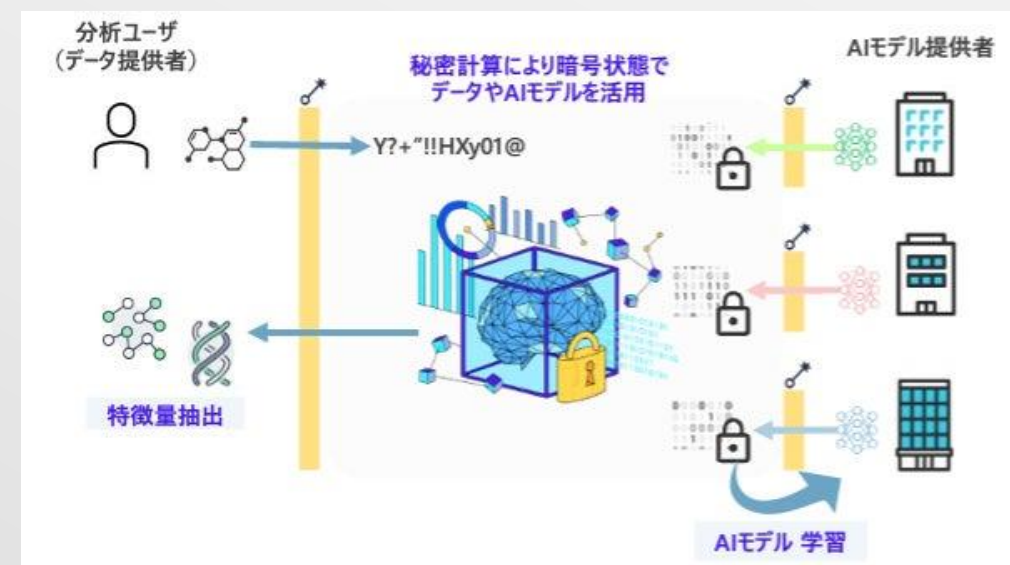 分析ユーザ
（データ提供者）
秘密計算により暗号状態で
データやAIモデルを活用
AIモデル提供者
Y?+"!!HXy01@
特徴量抽出
AIモデル 学習